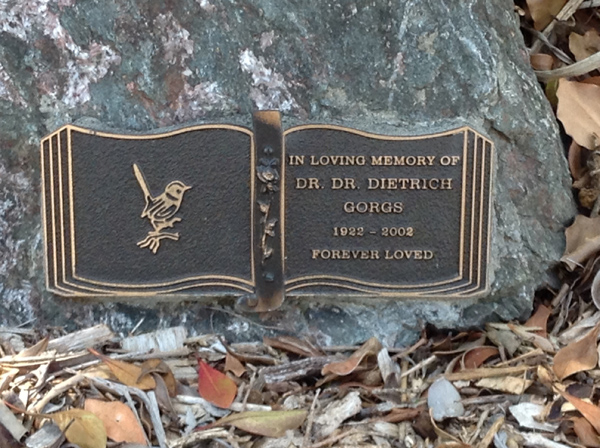 IN LOVING MEMORY OF
DR. DR. DIETRICH
GORGS
1922 - 2002
FOREVER LOVED